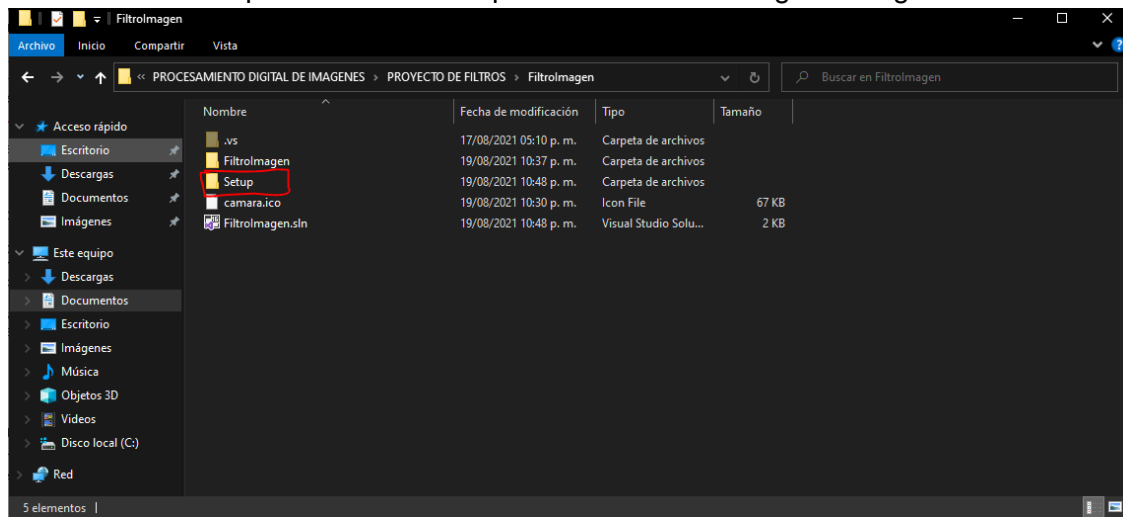 FiltroImagen
Archivo Inicio Compartir Vista
« PROCESAMIENTO DIGITAL DE IMAGENES > PROYECTO DE FILTROS > FiltroImagen
Buscar en FiltroImagen
Nombre Fecha de modificación Tipo Tamaño
Acceso rápido
Escritorio
Descargas
Documentos
Imágenes
Este equipo
Descargas
Documentos
Escritorio
Imágenes
Música
Objetos 3D
Videos
Disco local (C:)
Red
.vs 17/08/2021 05:10 p. m. Carpeta de archivos
FiltroImagen 19/08/2021 10:37 p. m. Carpeta de archivos
Setup 19/08/2021 10:48 p. m. Carpeta de archivos
camara.ico 19/08/2021 10:30 p. m. Icon File 67 KB
FiltroImagen.sln 19/08/2021 10:48 p. m. Visual Studio Solu... 2 KB
5 elementos